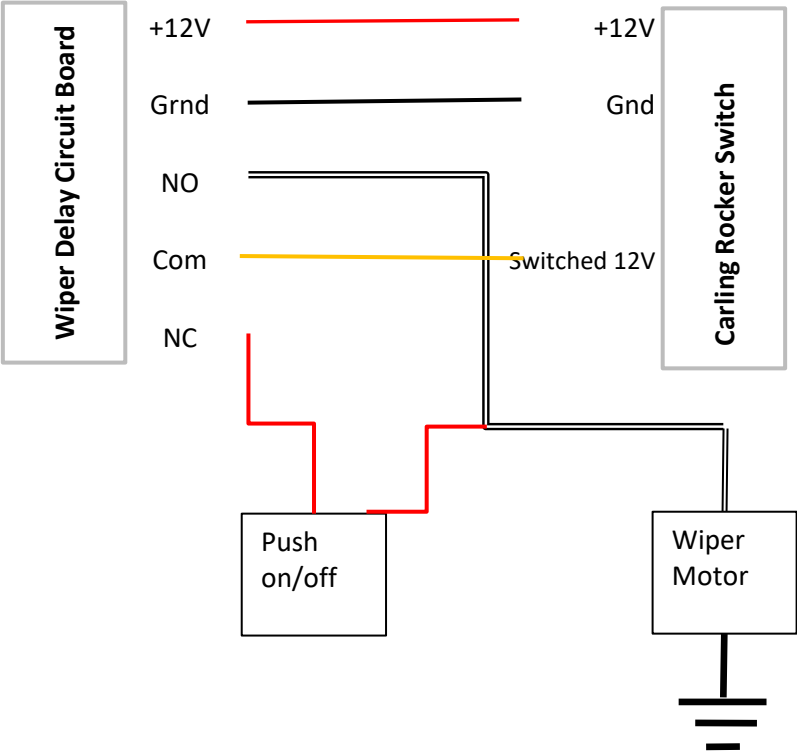 Wiper Delay Circuit Board
+12V
Grnd
NO
Com
NC
+12V
Gnd
Switched 12V
Carling Rocker Switch
Push
on/off
Wiper
Motor